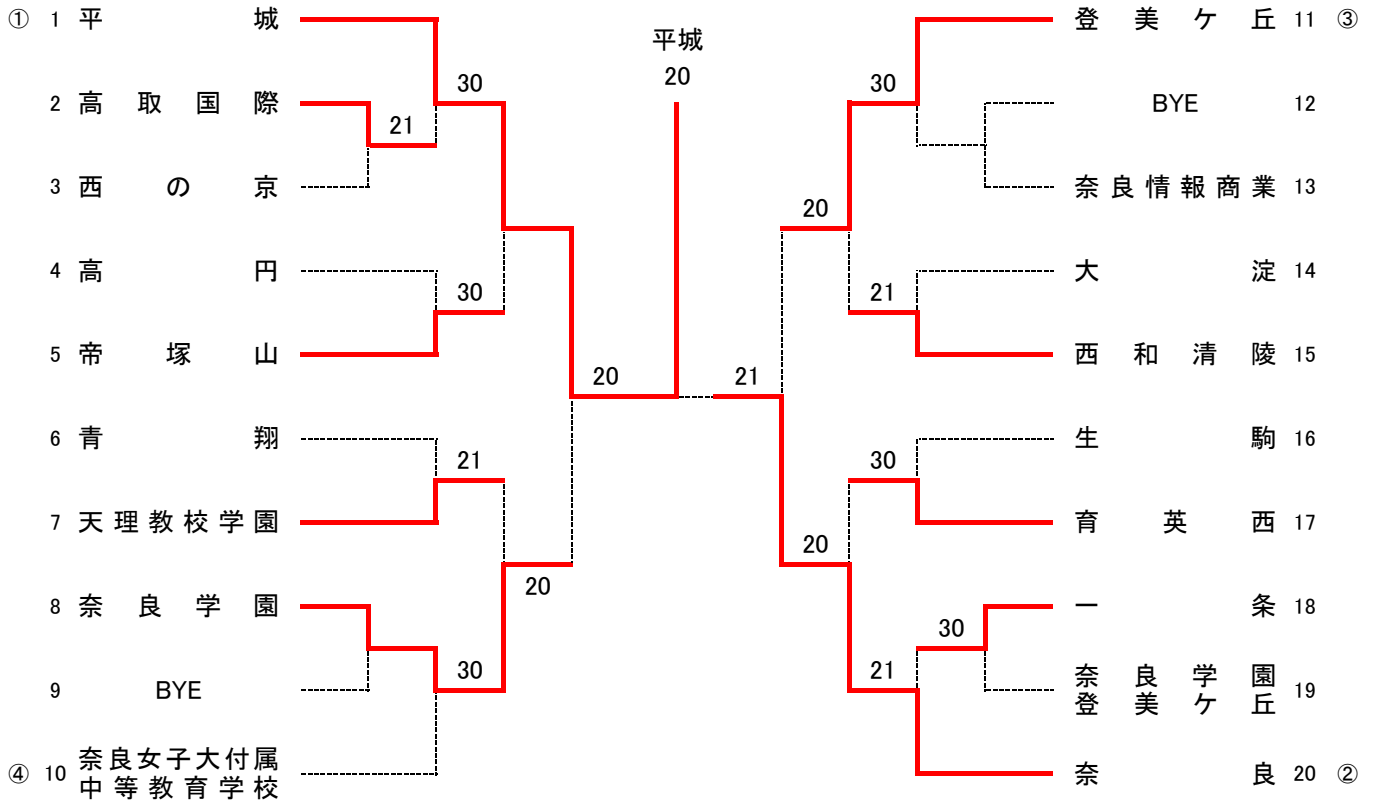 ① 1 平城
平城
登美ケ丘 11 ③
20
30
30
2 高取国際
BYE 12
21
3 西の京
奈良情報商業 13
20
4 高円
大淀 14
30
21
5 帝塚山
西和清陵 15
20
21
6 青翔
生駒 16
21
30
7 天理教校学園
育英西 17
20
20
8 奈良学園
一条 18
30
30
21
9 BYE
奈良学園
登美ケ丘 19
④ 10 奈良女子大付属
中等教育学校
奈良 20 ②